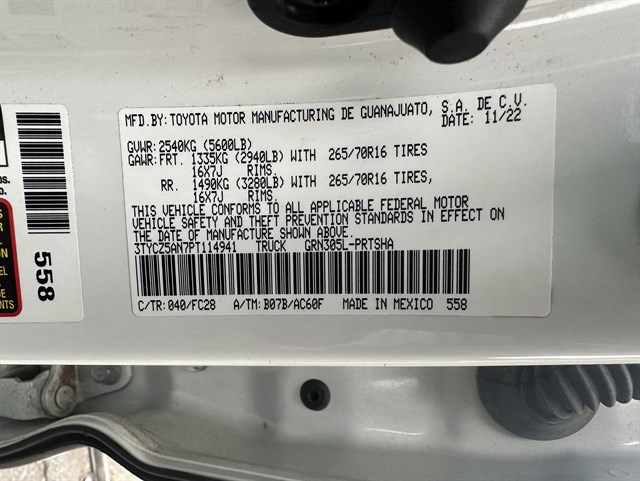 MFD.BY:TOYOTA MOTOR MANUFACTURING DE GUANAJUATO, S.A. DE C.V.
DATE: 11/22
GVWR:2540KG (5600LB)
GAWR:FRT. 1335KG (2940LB) WITH 265/70R16 TIRES
16X7J RIMS.
RR. 1490KG (3280LB) WITH 265/70R16 TIRES,
16X7J RIMS.
THIS VEHICLE CONFORMS TO ALL APPLICABLE FEDERAL MOTOR
VEHICLE SAFETY AND THEFT PREVENTION STANDARDS IN EFFECT ON
THE DATE OF MANUFACTURE SHOWN ABOVE.
3TYCZ5AN7PT114941 TRUCK GRN305L-PRTSHA
C/TR:040/FC28 A/TM:B07B/AC60F MADE IN MEXICO 558
558